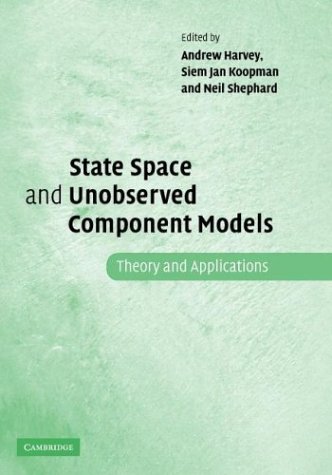 Edited by
Andrew Harvey,
Siem Jan Koopman
and Neil Shephard
State Space
and Unobserved
Component Models
Theory and Applications
CAMBRIDGE